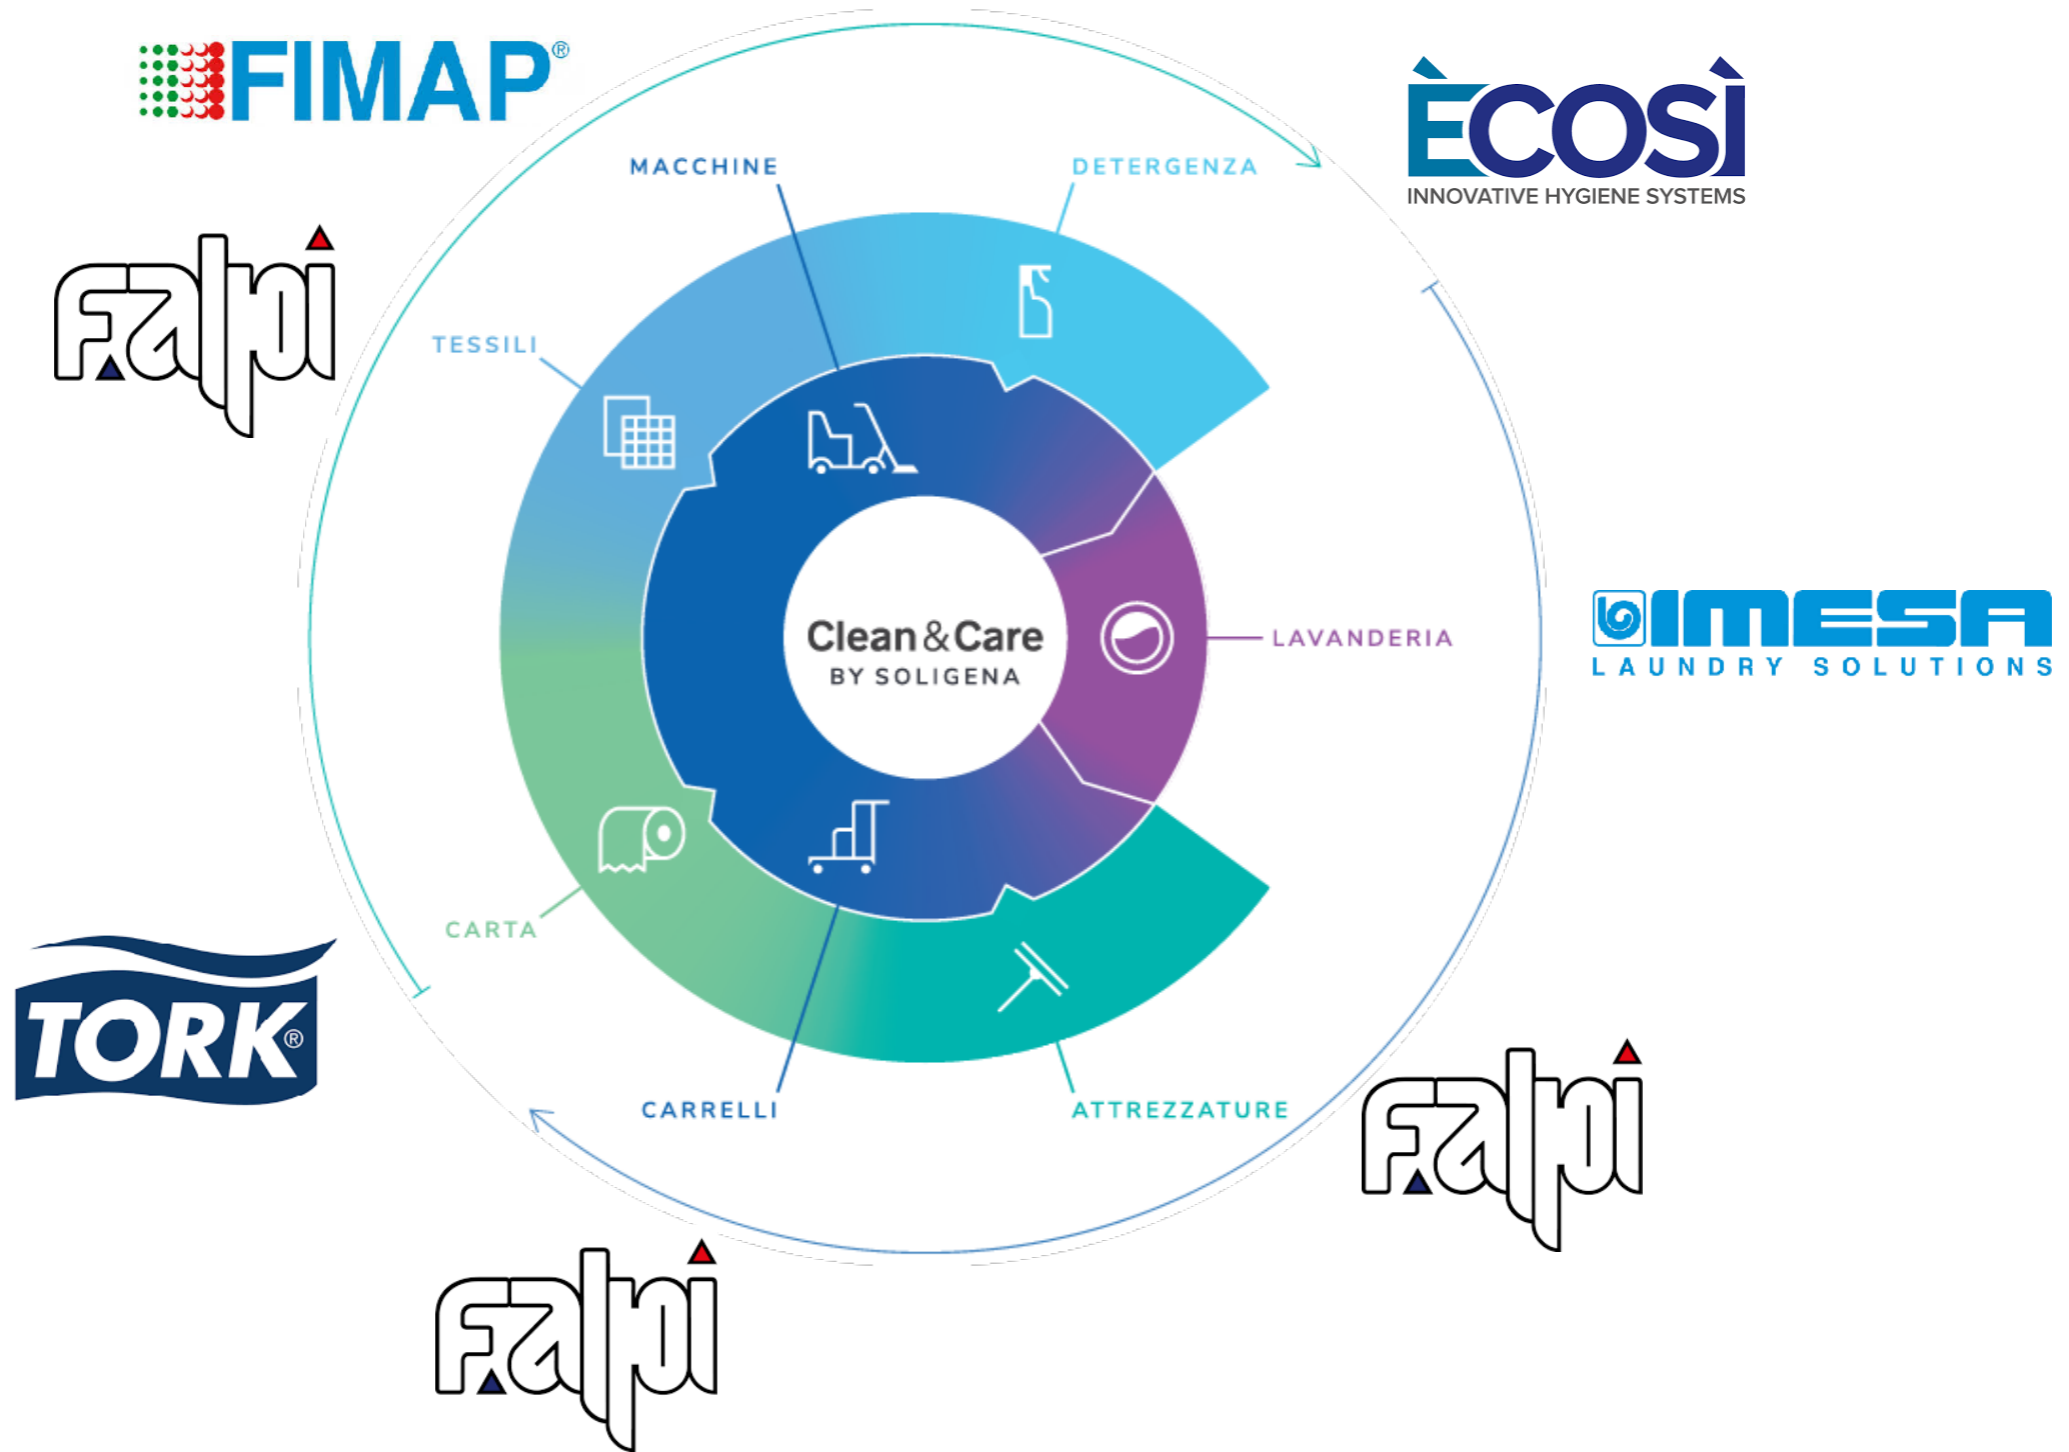 FIMAP®
ÈCOSÌ
INNOVATIVE HYGIENE SYSTEMS
MACCHINE
DETERGENZA
falpi
TESSILI
Clean&Care
BY SOLIGENA
LAVANDERIA
IMESA
LAUNDRY SOLUTIONS
CARTA
TORK®
CARRELLI
ATTREZZATURE
falpi
falpi